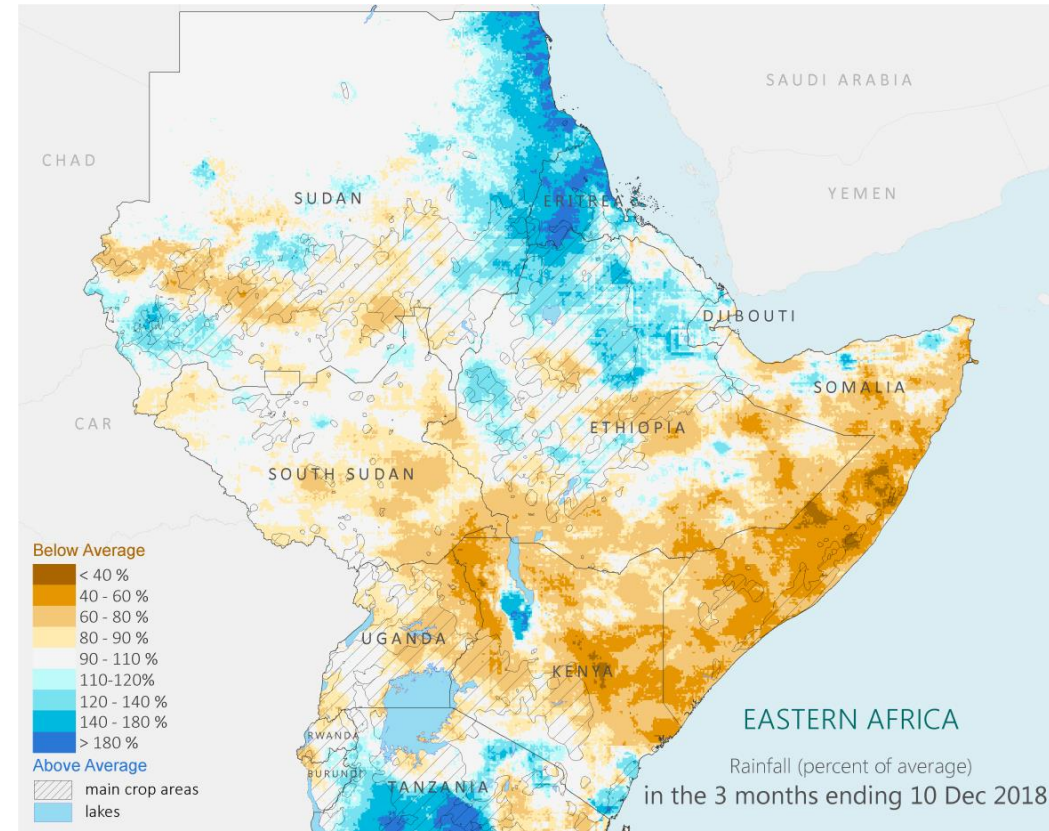 SAUDI ARABIA
CHAD
YEMEN
SUDAN
ERITREA
DJIBOUTI
SOMALIA
CAR
ETHIOPIA
SOUTH SUDAN
UGANDA
KENYA
RWANDA
BURUNDI
TANZANIA
Below Average
< 40 %
40 - 60 %
60 - 80 %
80 - 90 %
90 - 110 %
110-120%
120 - 140 %
140 - 180 %
> 180 %
Above Average
main crop areas
lakes
EASTERN AFRICA
Rainfall (percent of average)
in the 3 months ending 10 Dec 2018